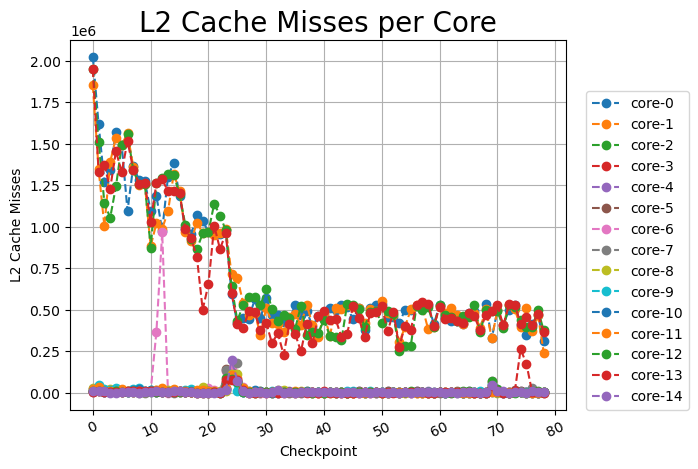 L2 Cache Misses per Core
1e6
2.00
1.75
1.50
1.25
1.00
0.75
0.50
0.25
0.00
L2 Cache Misses
0 10 20 30 40 50 60 70 80
Checkpoint
core-0
core-1
core-2
core-3
core-4
core-5
core-6
core-7
core-8
core-9
core-10
core-11
core-12
core-13
core-14